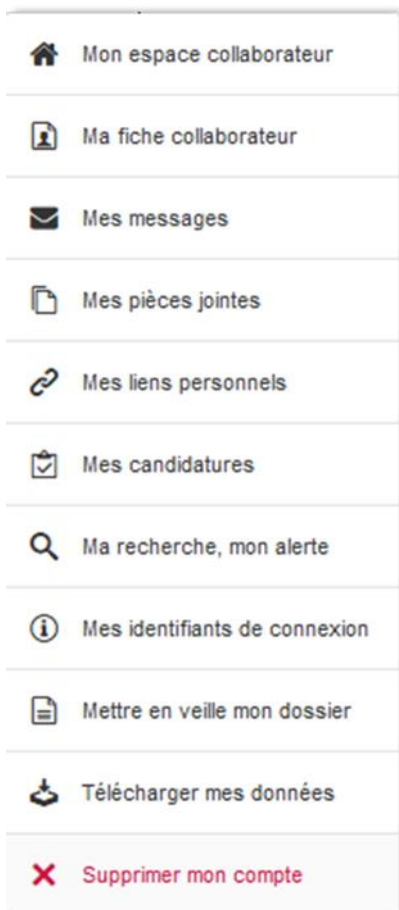 Mon espace collaborateur
Ma fiche collaborateur
Mes messages
Mes pièces jointes
Mes liens personnels
Mes candidatures
Ma recherche, mon alerte
Mes identifiants de connexion
Mettre en veille mon dossier
Télécharger mes données
Supprimer mon compte